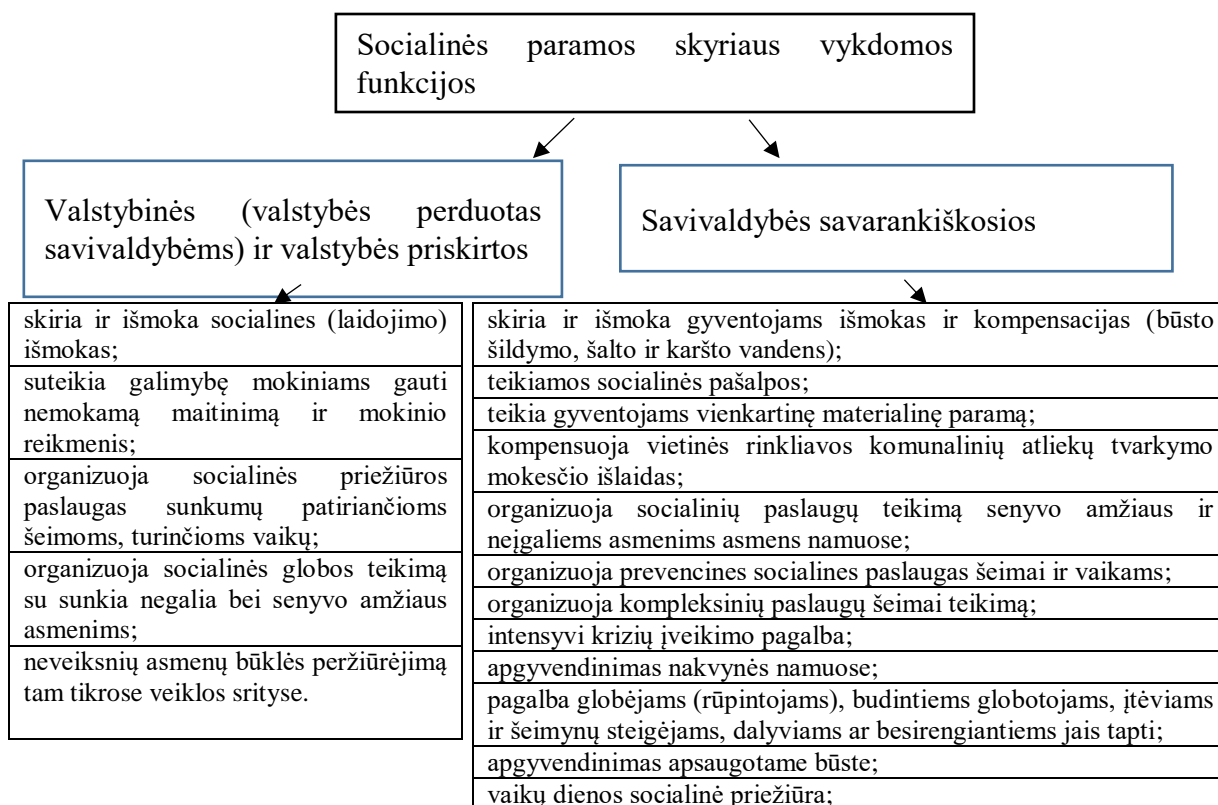 Socialinės paramos skyriaus vykdomos
funkcijos
Valstybinės (valstybės perduotas
savivaldybėms) ir valstybės priskirtos
Savivaldybės savarankiškosios
skiria ir išmoka socialines (laidojimo)
išmokas;
suteikia galimybę mokiniams gauti
nemokamą maitinimą ir mokinio
reikmenis;
organizuoja socialinės priežiūros
paslaugas sunkumų patiriančioms
šeimoms, turinčioms vaikų;
organizuoja socialinės globos teikimą
su sunkia negalia bei senyvo amžiaus
asmenims;
neveiksnių asmenų būklės peržiūrėjimą
tam tikrose veiklos srityse.
skiria ir išmoka gyventojams išmokas ir kompensacijas (būsto
šildymo, šalto ir karšto vandens);
teikiamos socialinės pašalpos;
teikia gyventojams vienkartinę materialinę paramą;
kompensuoja vietinės rinkliavos komunalinių atliekų tvarkymo
mokesčio išlaidas;
organizuoja socialinių paslaugų teikimą senyvo amžiaus ir
neįgaliems asmenims asmens namuose;
organizuoja prevencines socialines paslaugas šeimai ir vaikams;
organizuoja kompleksinių paslaugų šeimai teikimą;
intensyvi krizių įveikimo pagalba;
apgyvendinimas nakvynės namuose;
pagalba globėjams (rūpintojams), budintiems globotojams, įtėviams
ir šeimynų steigėjams, dalyviams ar besirengiantiems jais tapti;
apgyvendinimas apsaugotame būste;
vaikų dienos socialinė priežiūra;